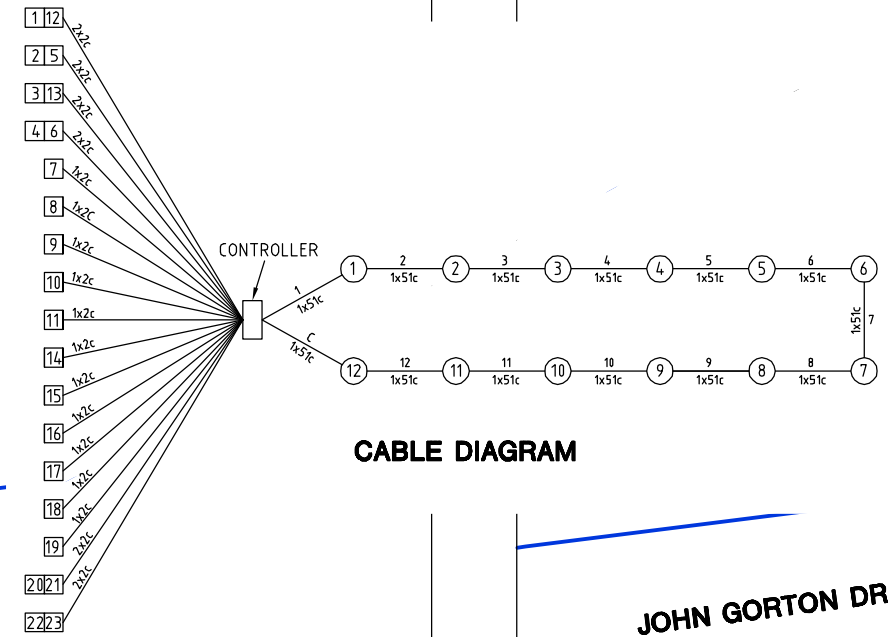 1 12 2x2c
2 5 2x2c
3 13 2x2c
4 6 2x2c
7 1x2c
8 1x2C
9 1x2c
10 1x2c
11 1x2c
14 1x2c
15 1x2c
16 1x2c
17 1x2c
18 1x2c
19 1x2c
20 21 2x2c
22 23 2x2c
CONTROLLER
1
1x51c
C
1x51c
1 2 2 3 3 4 4 5 5 6 6
1x51c 1x51c 1x51c 1x51c 1x51c
1x51c 7
12 12 11 11 10 10 9 9 8 8 7
1x51c 1x51c 1x51c 1x51c 1x51c
CABLE DIAGRAM
JOHN GORTON DR